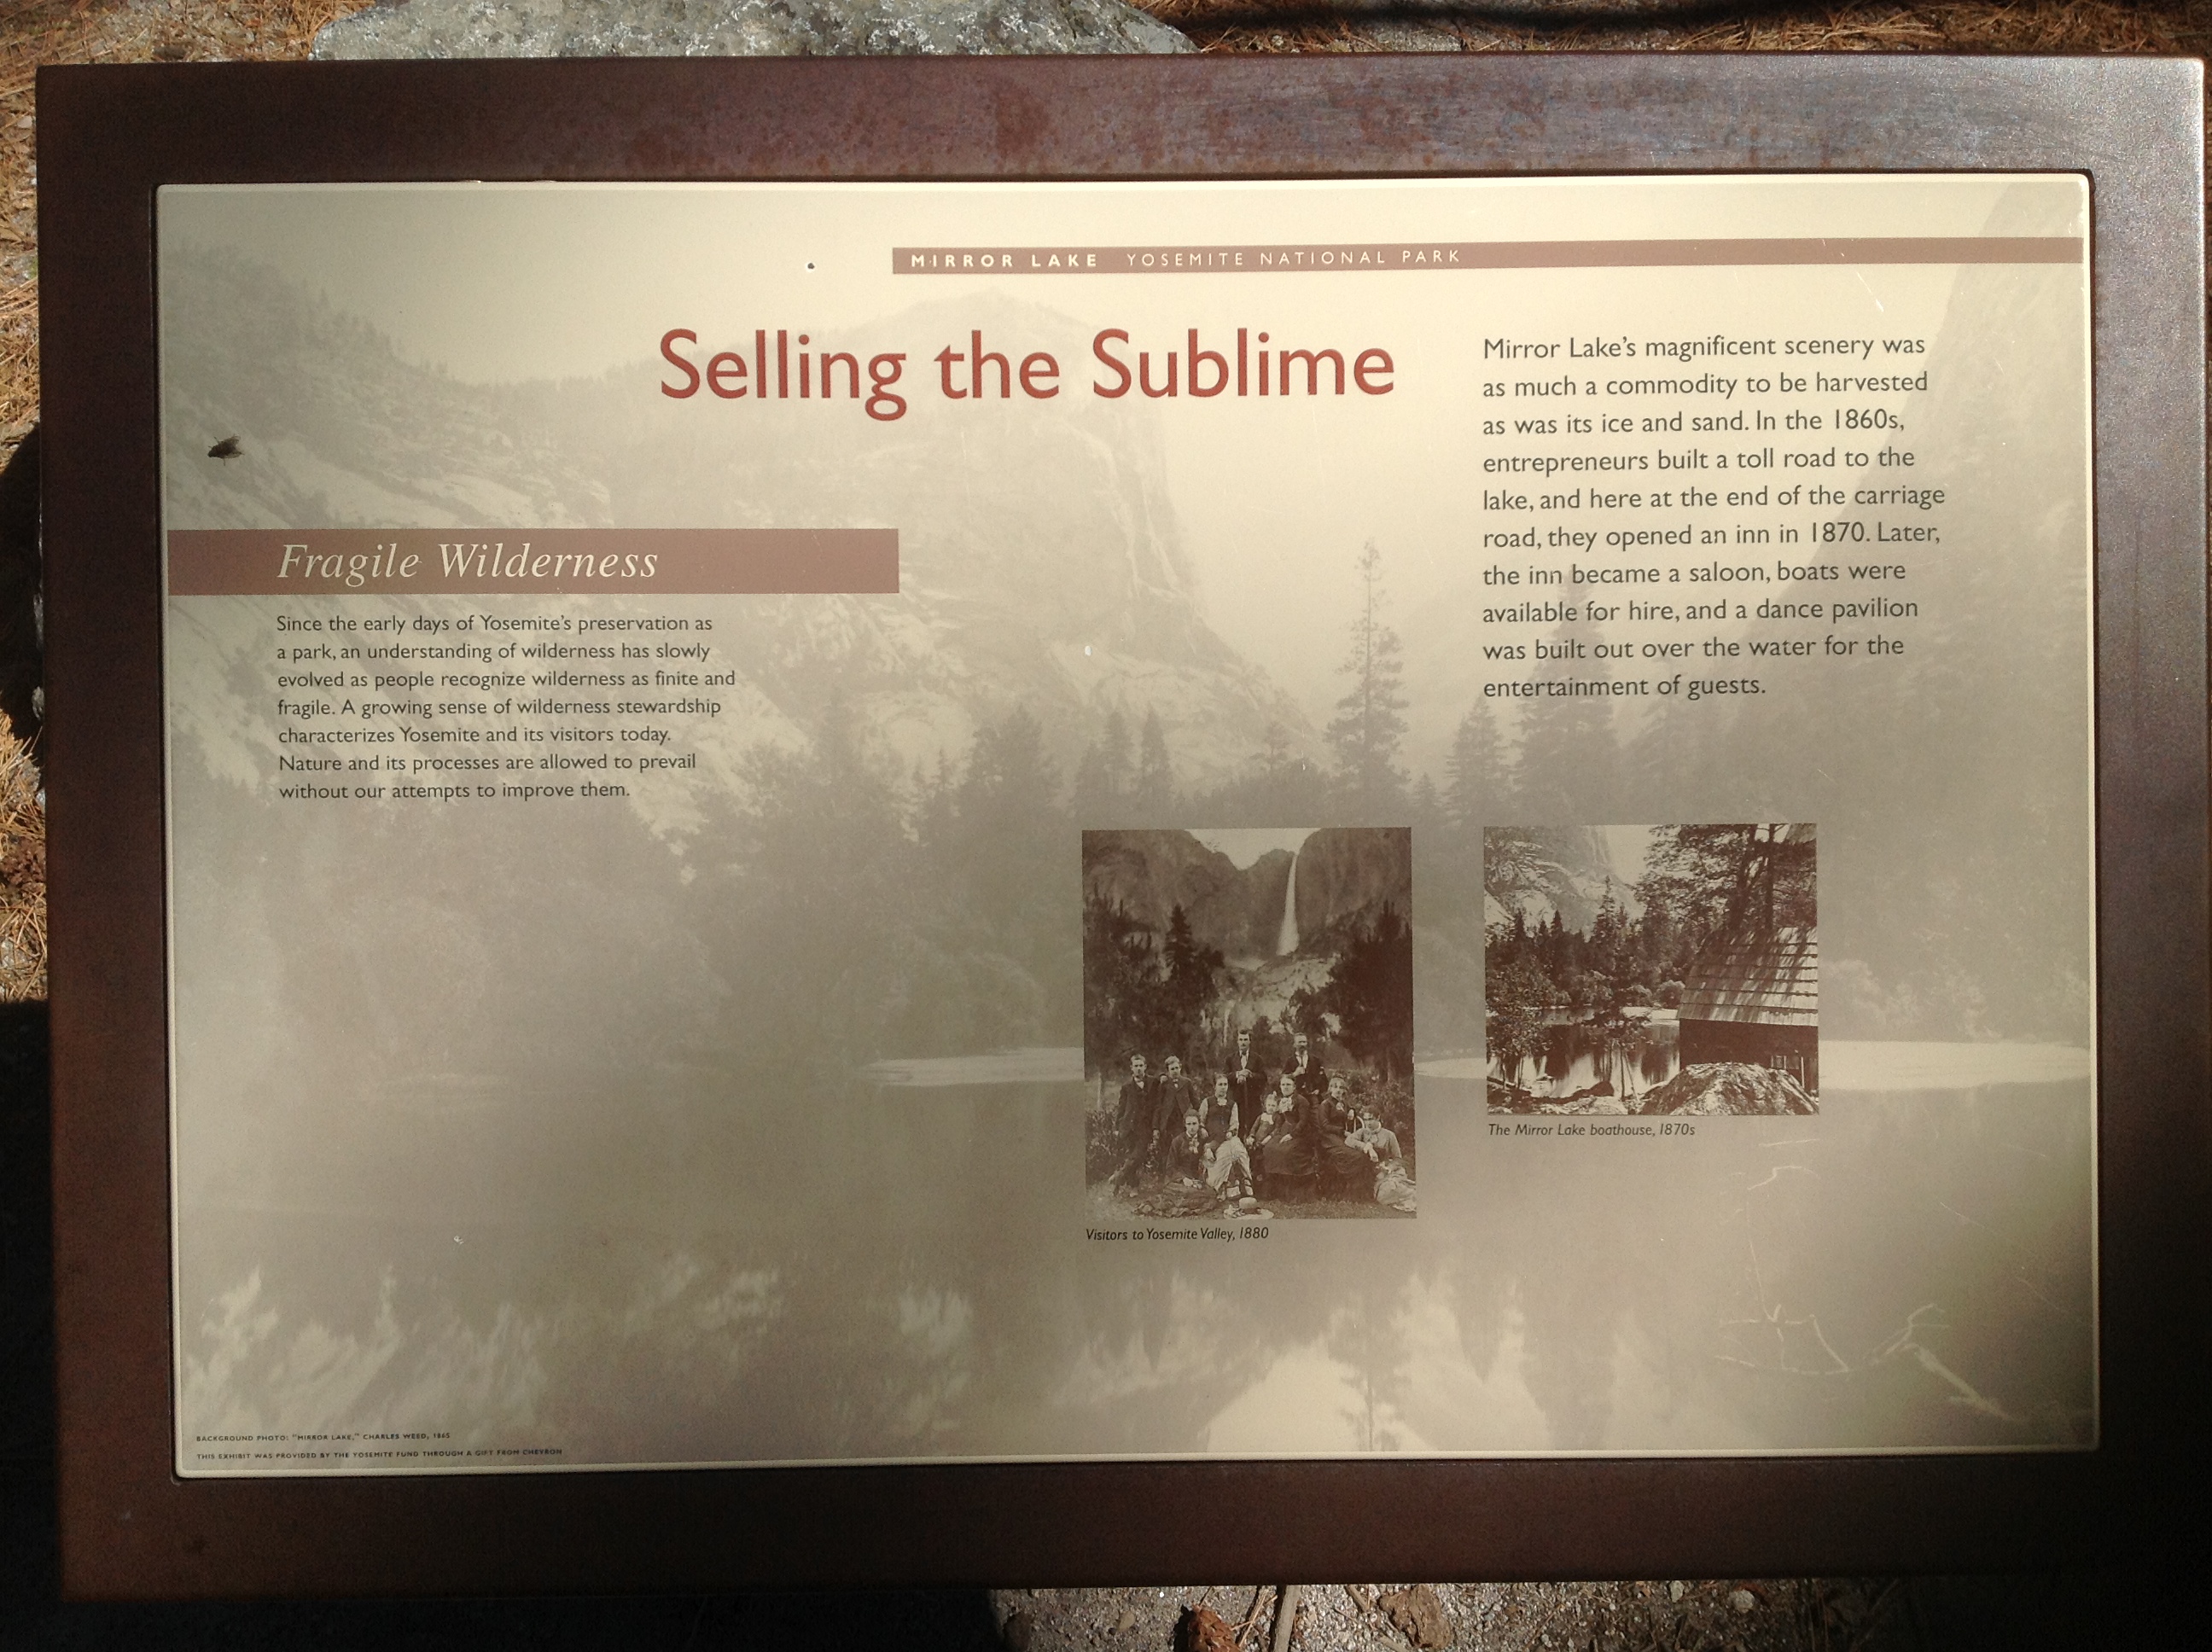 MIRROR LAKE YOSEMITE NATIONAL PARK
Selling the Sublime
Mirror Lake's magnificent scenery was
as much a commodity to be harvested
as was its ice and sand. In the 1860s,
entrepreneurs built a toll road to the
lake, and here at the end of the carriage
road, they opened an inn in 1870. Later,
the inn became a saloon, boats were
available for hire, and a dance pavilion
was built out over the water for the
entertainment of guests.
Fragile Wilderness
Since the early days of Yosemite's preservation as
a park, an understanding of wilderness has slowly
evolved as people recognize wilderness as finite and
fragile. A growing sense of wilderness stewardship
characterizes Yosemite and its visitors today.
Nature and its processes are allowed to prevail
without our attempts to improve them.
Visitors to Yosemite Valley, 1880
The Mirror Lake boathouse, 1870s
BACKGROUND PHOTO: "MIRROR LAKE," CHARLES WEED, 1865
THIS EXHIBIT WAS PROVIDED BY THE YOSEMITE FUND THROUGH A GIFT FROM CHEVRON